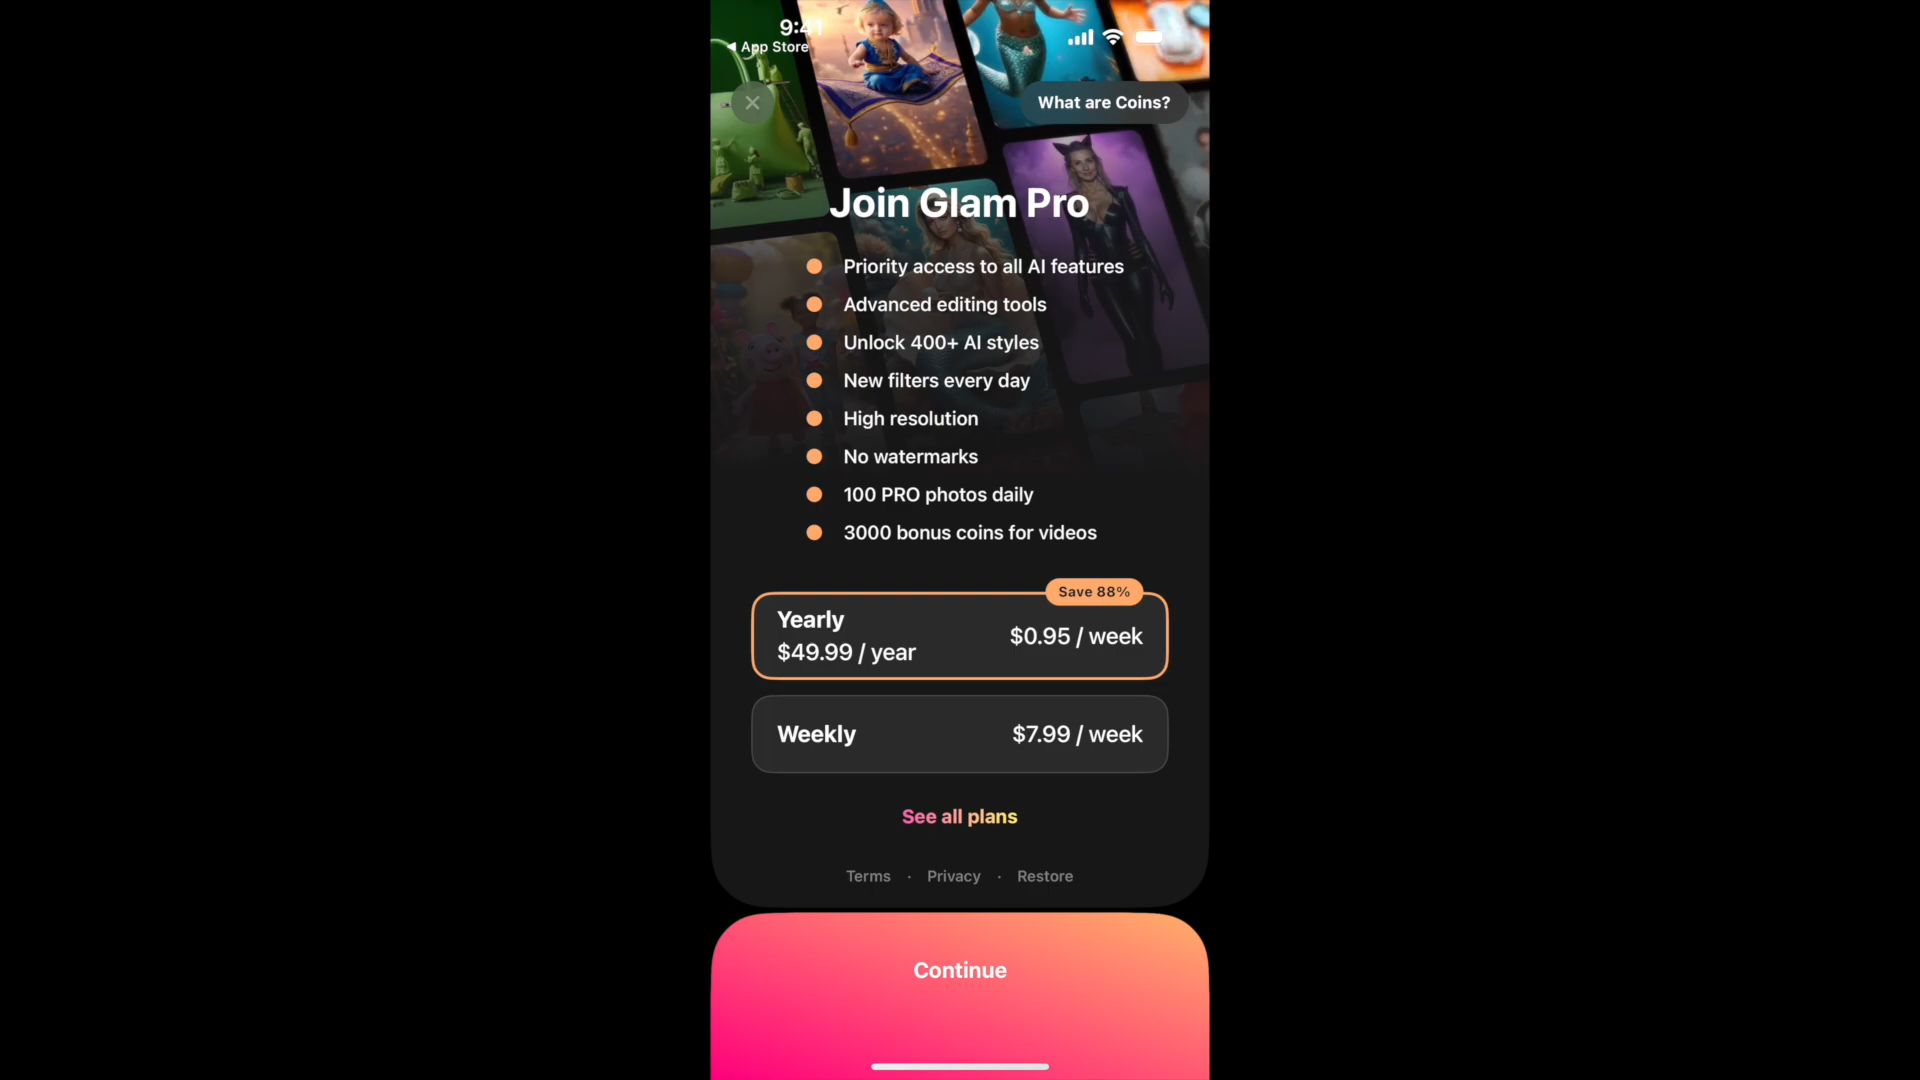 9:41
App Store
What are Coins?
Join Glam Pro
Priority access to all AI features
Advanced editing tools
Unlock 400+ AI styles
New filters every day
High resolution
No watermarks
100 PRO photos daily
3000 bonus coins for videos
Save 88%
Yearly
$49.99 / year
$0.95 / week
Weekly
$7.99 / week
See all plans
Terms · Privacy · Restore
Continue